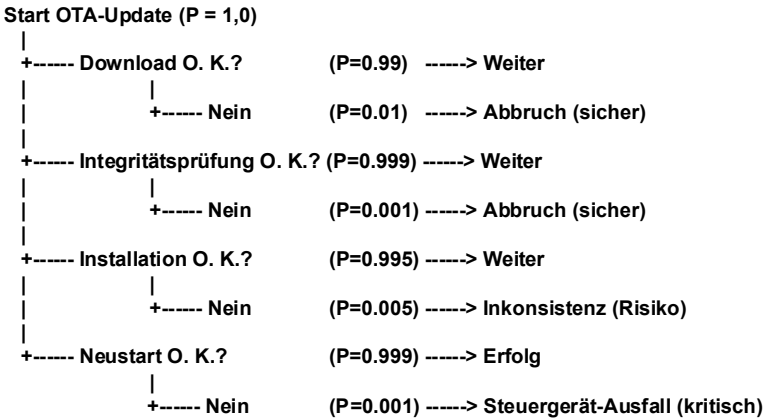 Start OTA-Update (P = 1,0)
|
+------ Download O. K.? (P=0.99) ------> Weiter
| |
| +------ Nein (P=0.01) ------> Abbruch (sicher)
|
+------ Integritätsprüfung O. K.? (P=0.999) ------> Weiter
| |
| +------ Nein (P=0.001) ------> Abbruch (sicher)
|
+------ Installation O. K.? (P=0.995) ------> Weiter
| |
| +------ Nein (P=0.005) ------> Inkonsistenz (Risiko)
|
+------ Neustart O. K.? (P=0.999) ------> Erfolg
|
+------ Nein (P=0.001) ------> Steuergerät-Ausfall (kritisch)